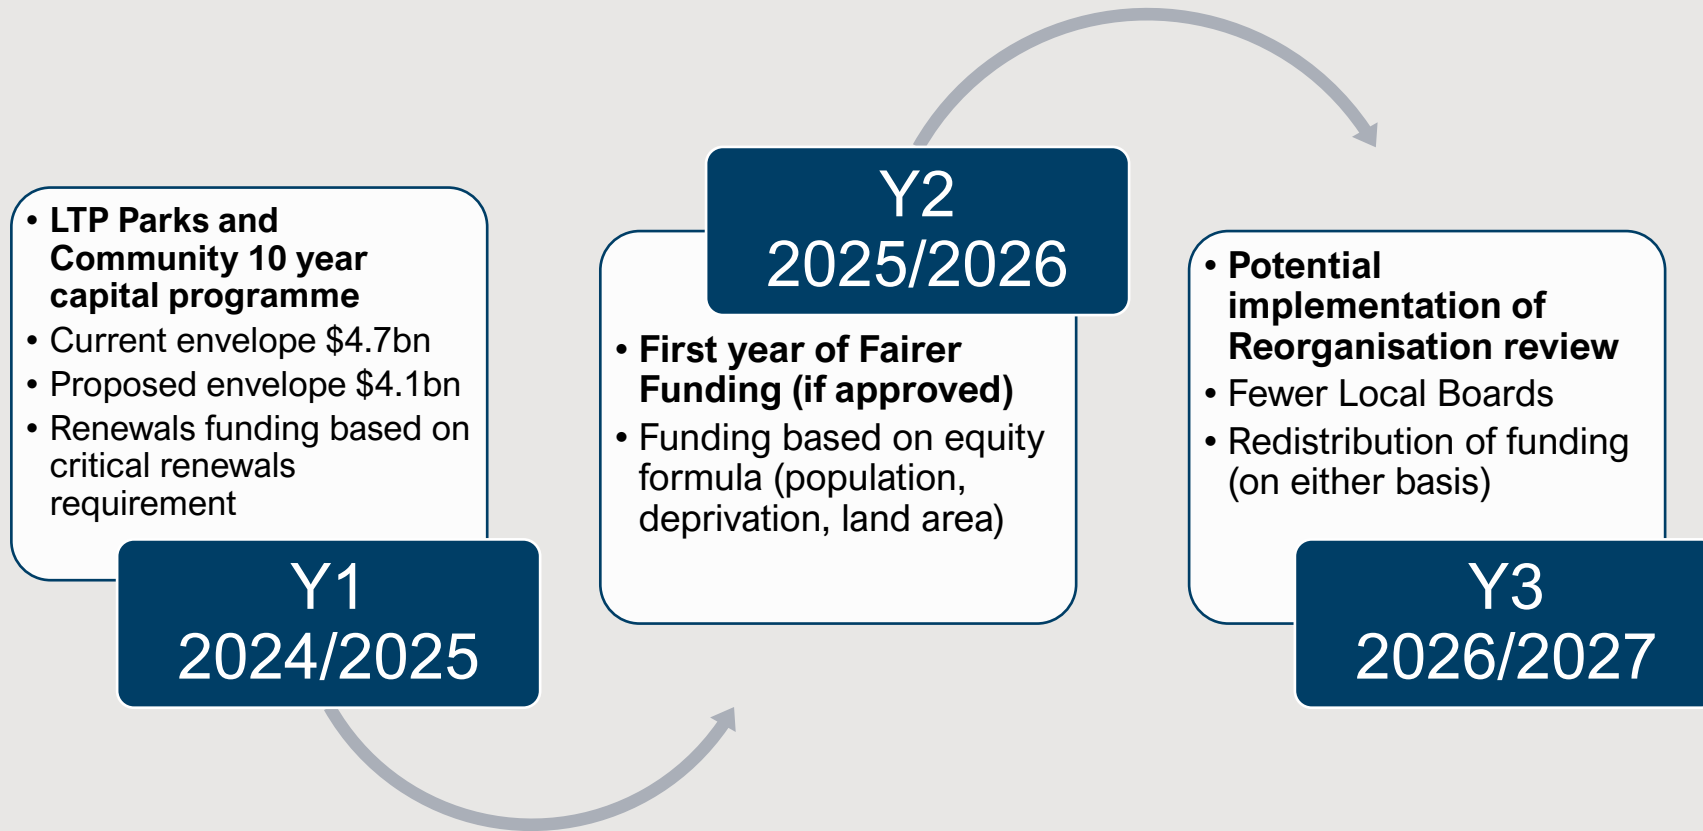 • LTP Parks and
Community 10 year
capital programme
• Current envelope $4.7bn
• Proposed envelope $4.1bn
• Renewals funding based on
critical renewals
requirement
Y1
2024/2025
Y2
2025/2026
• First year of Fairer
Funding (if approved)
• Funding based on equity
formula (population,
deprivation, land area)
• Potential
implementation of
Reorganisation review
• Fewer Local Boards
• Redistribution of funding
(on either basis)
Y3
2026/2027